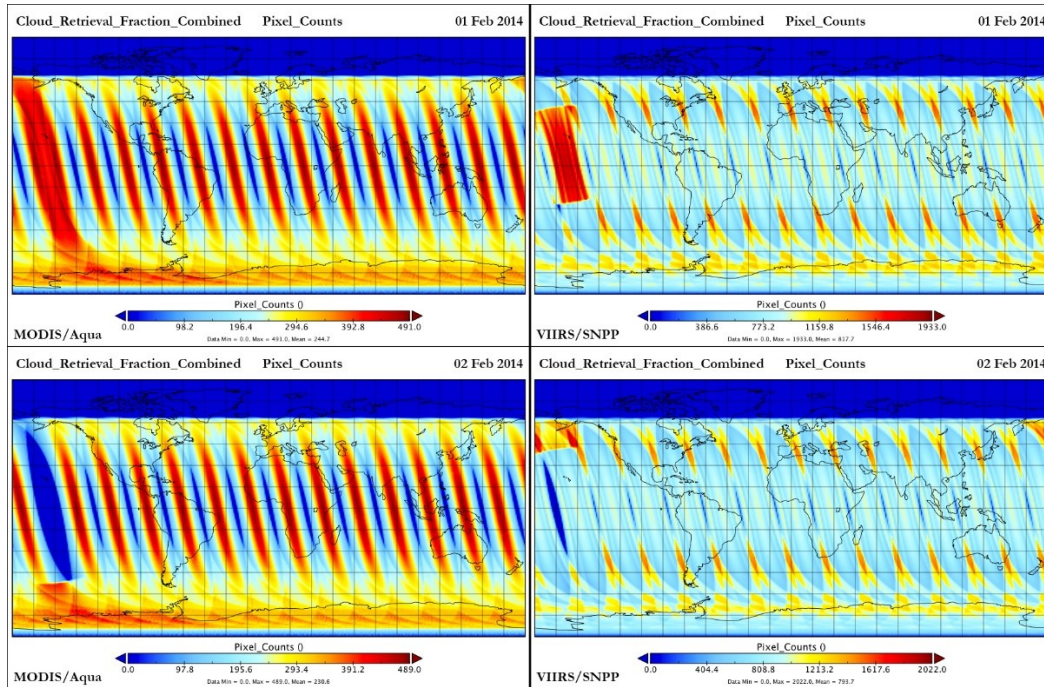 Cloud_Retrieval_Fraction_Combined Pixel_Counts 01 Feb 2014
Pixel_Counts ()
0.0 98.2 196.4 294.6 392.8 491.0
Data Min = 0.0, Max = 491.0, Mean = 244.7
MODIS/Aqua
Cloud_Retrieval_Fraction_Combined Pixel_Counts 01 Feb 2014
Pixel_Counts ()
0.0 386.6 773.2 1159.8 1546.4 1933.0
Data Min = 0.0, Max = 1933.0, Mean = 817.7
VIIRS/SNPP
Cloud_Retrieval_Fraction_Combined Pixel_Counts 02 Feb 2014
Pixel_Counts ()
0.0 97.8 195.6 293.4 391.2 489.0
Data Min = 0.0, Max = 489.0, Mean = 230.6
MODIS/Aqua
Cloud_Retrieval_Fraction_Combined Pixel_Counts 02 Feb 2014
Pixel_Counts ()
0.0 404.4 808.8 1213.2 1617.6 2022.0
Data Min = 0.0, Max = 2022.0, Mean = 793.7
VIIRS/SNPP